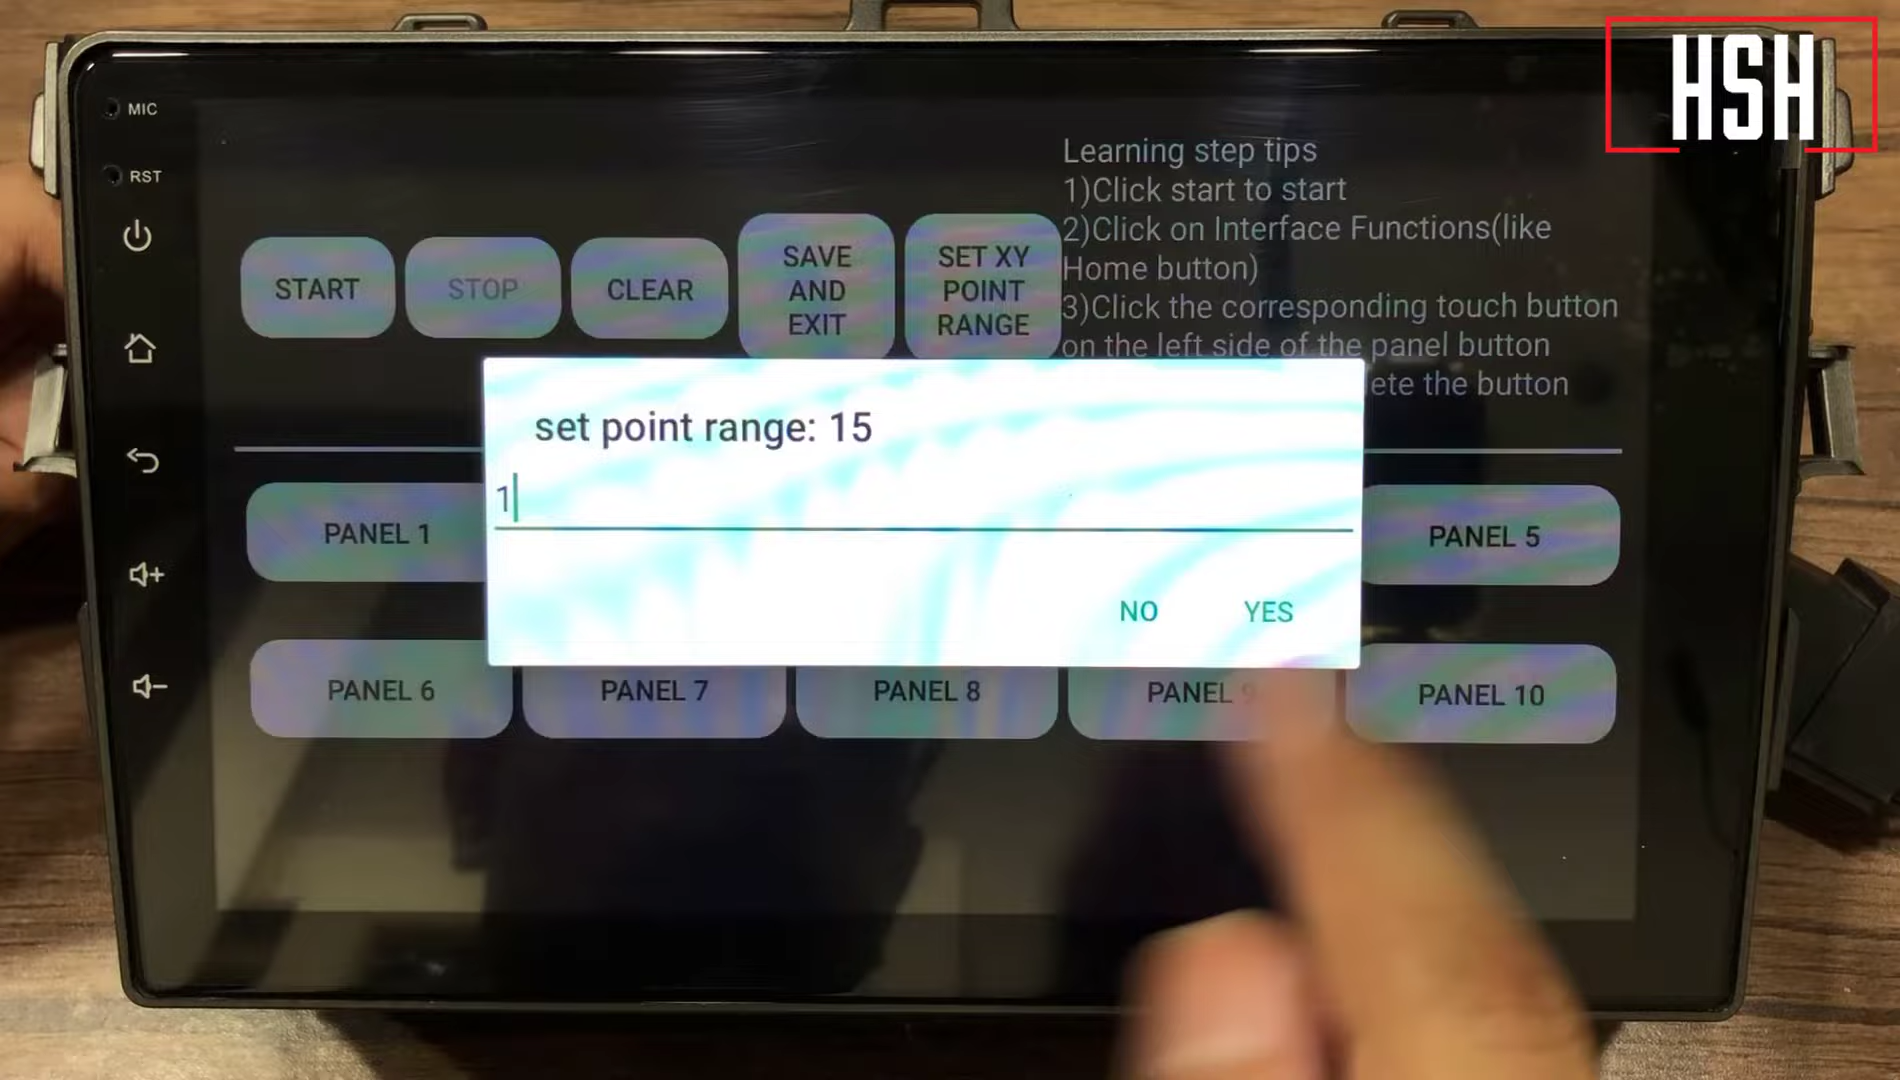 HSH
MIC
RST
START
STOP
CLEAR
SAVE
AND
EXIT
SET XY
POINT
RANGE
Learning step tips
1)Click start to start
2)Click on Interface Functions(like
Home button)
3)Click the corresponding touch button
on the left side of the panel button
lete the button
set point range: 15
1
NO
YES
PANEL 1
PANEL 5
PANEL 6
PANEL 7
PANEL 8
PANEL 9
PANEL 10